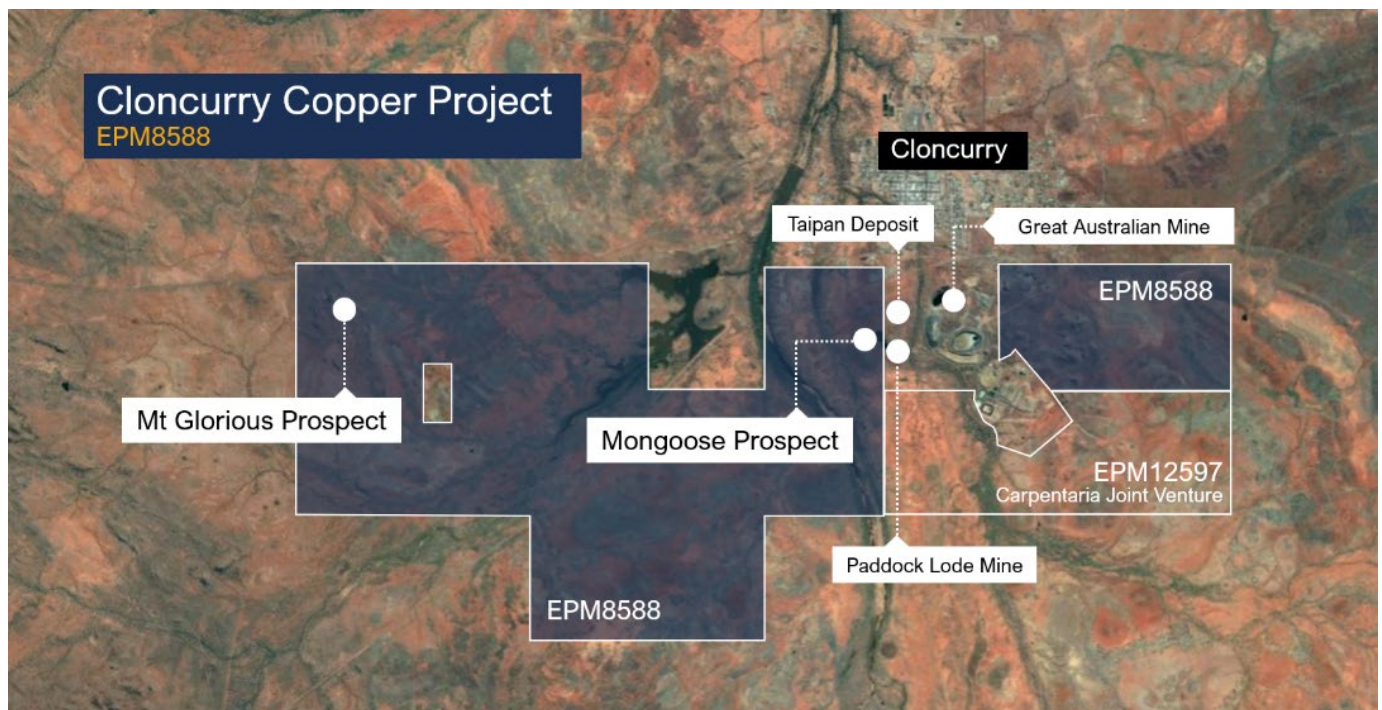 Cloncurry Copper Project
EPM8588
Cloncurry
Taipan Deposit
Great Australian Mine
EPM8588
Mt Glorious Prospect
Mongoose Prospect
EPM12597
Carpentaria Joint Venture
Paddock Lode Mine
EPM8588